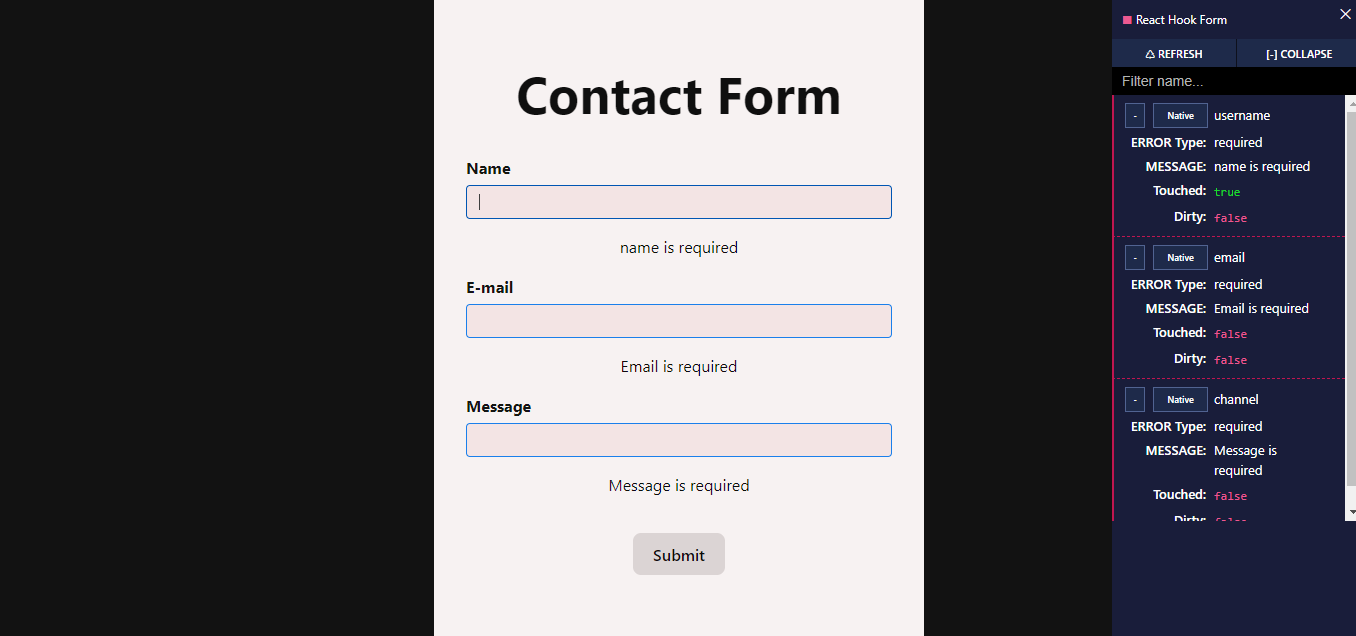 Contact Form
Name
name is required
E-mail
Email is required
Message
Message is required
Submit
React Hook Form
REFRESH
[-] COLLAPSE
Filter name...
- Native username
ERROR Type: required
MESSAGE: name is required
Touched: true
Dirty: false
- Native email
ERROR Type: required
MESSAGE: Email is required
Touched: false
Dirty: false
- Native channel
ERROR Type: required
MESSAGE: Message is
required
Touched: false
Dirty: false